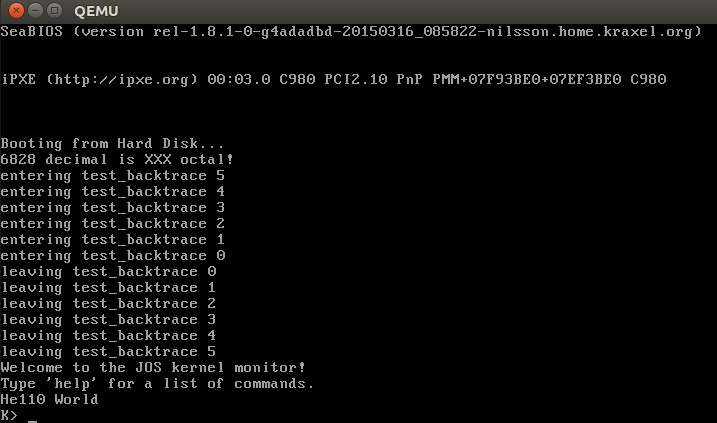 QEMU
SeaBIOS (version rel-1.8.1-0-g4adadbd-20150316_085822-nilsson.home.kraxel.org)
iPXE (http://ipxe.org) 00:03.0 C980 PCI2.10 PnP PMM+07F93BE0+07EF3BE0 C980
Booting from Hard Disk...
6828 decimal is XXX octal!
entering test_backtrace 5
entering test_backtrace 4
entering test_backtrace 3
entering test_backtrace 2
entering test_backtrace 1
entering test_backtrace 0
leaving test_backtrace 0
leaving test_backtrace 1
leaving test_backtrace 2
leaving test_backtrace 3
leaving test_backtrace 4
leaving test_backtrace 5
Welcome to the JOS kernel monitor!
Type 'help' for a list of commands.
He110 World
K> _